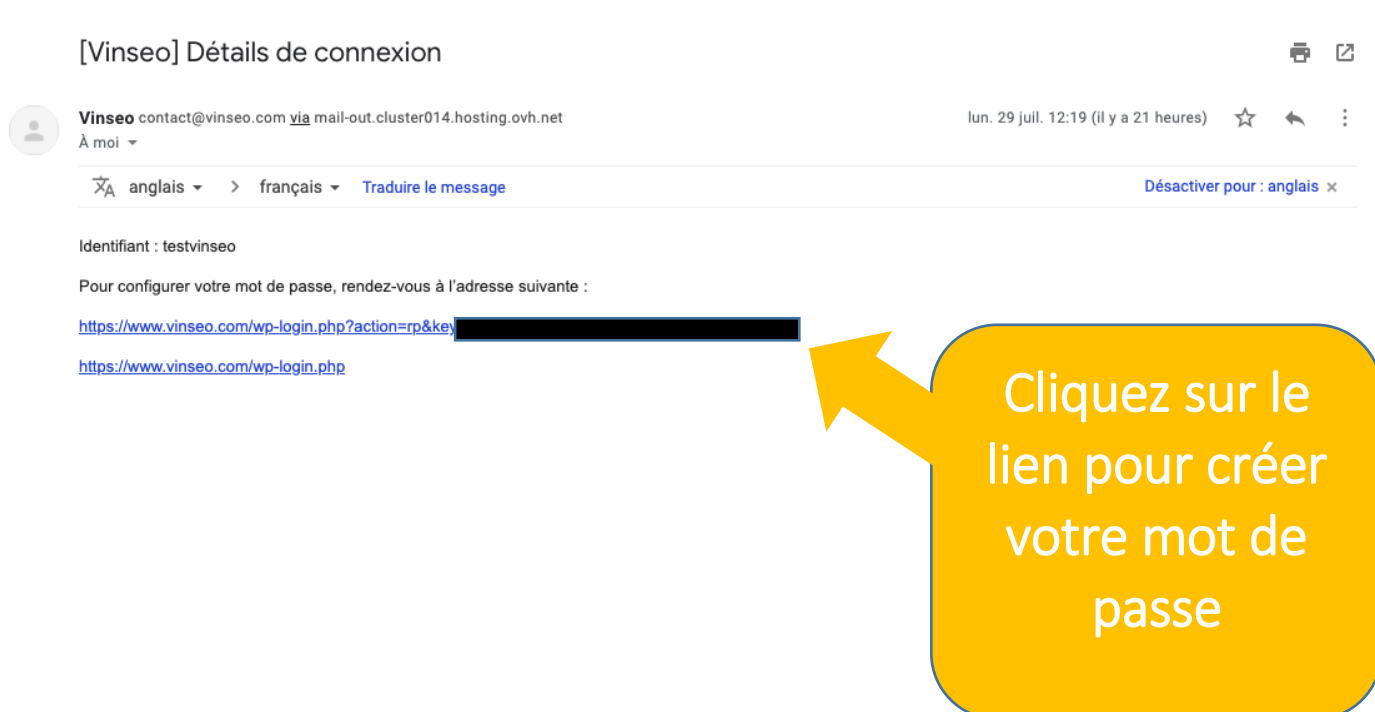 [Vinseo] Détails de connexion
Vinseo contact@vinseo.com via mail-out.cluster014.hosting.ovh.net
lun. 29 juil. 12:19 (il y a 21 heures)
À moi
anglais > français Traduire le message
Désactiver pour : anglais ×
Identifiant : testvinseo
Pour configurer votre mot de passe, rendez-vous à l'adresse suivante :
https://www.vinseo.com/wp-login.php?action=rp&key
https://www.vinseo.com/wp-login.php
Cliquez sur le
lien pour créer
votre mot de
passe